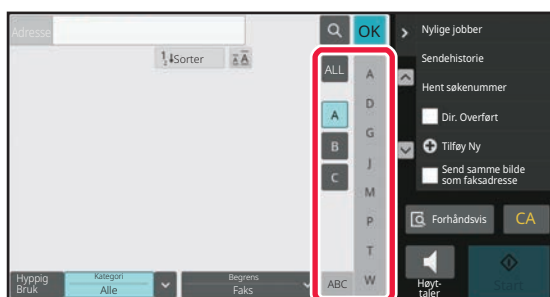 Adresse
OK
Nylige jobber
Sorter
Sendehistorie
ALL
A
Hent søkenummer
A
D
Dir. Overført
B
G
Tilføy Ny
C
J
Send samme bilde
som faksadresse
M
P
Forhåndsvis
CA
T
Hyppig
Bruk
Kategori
Alle
Begrens
Faks
ABC
W
Høyt-
taler
Start